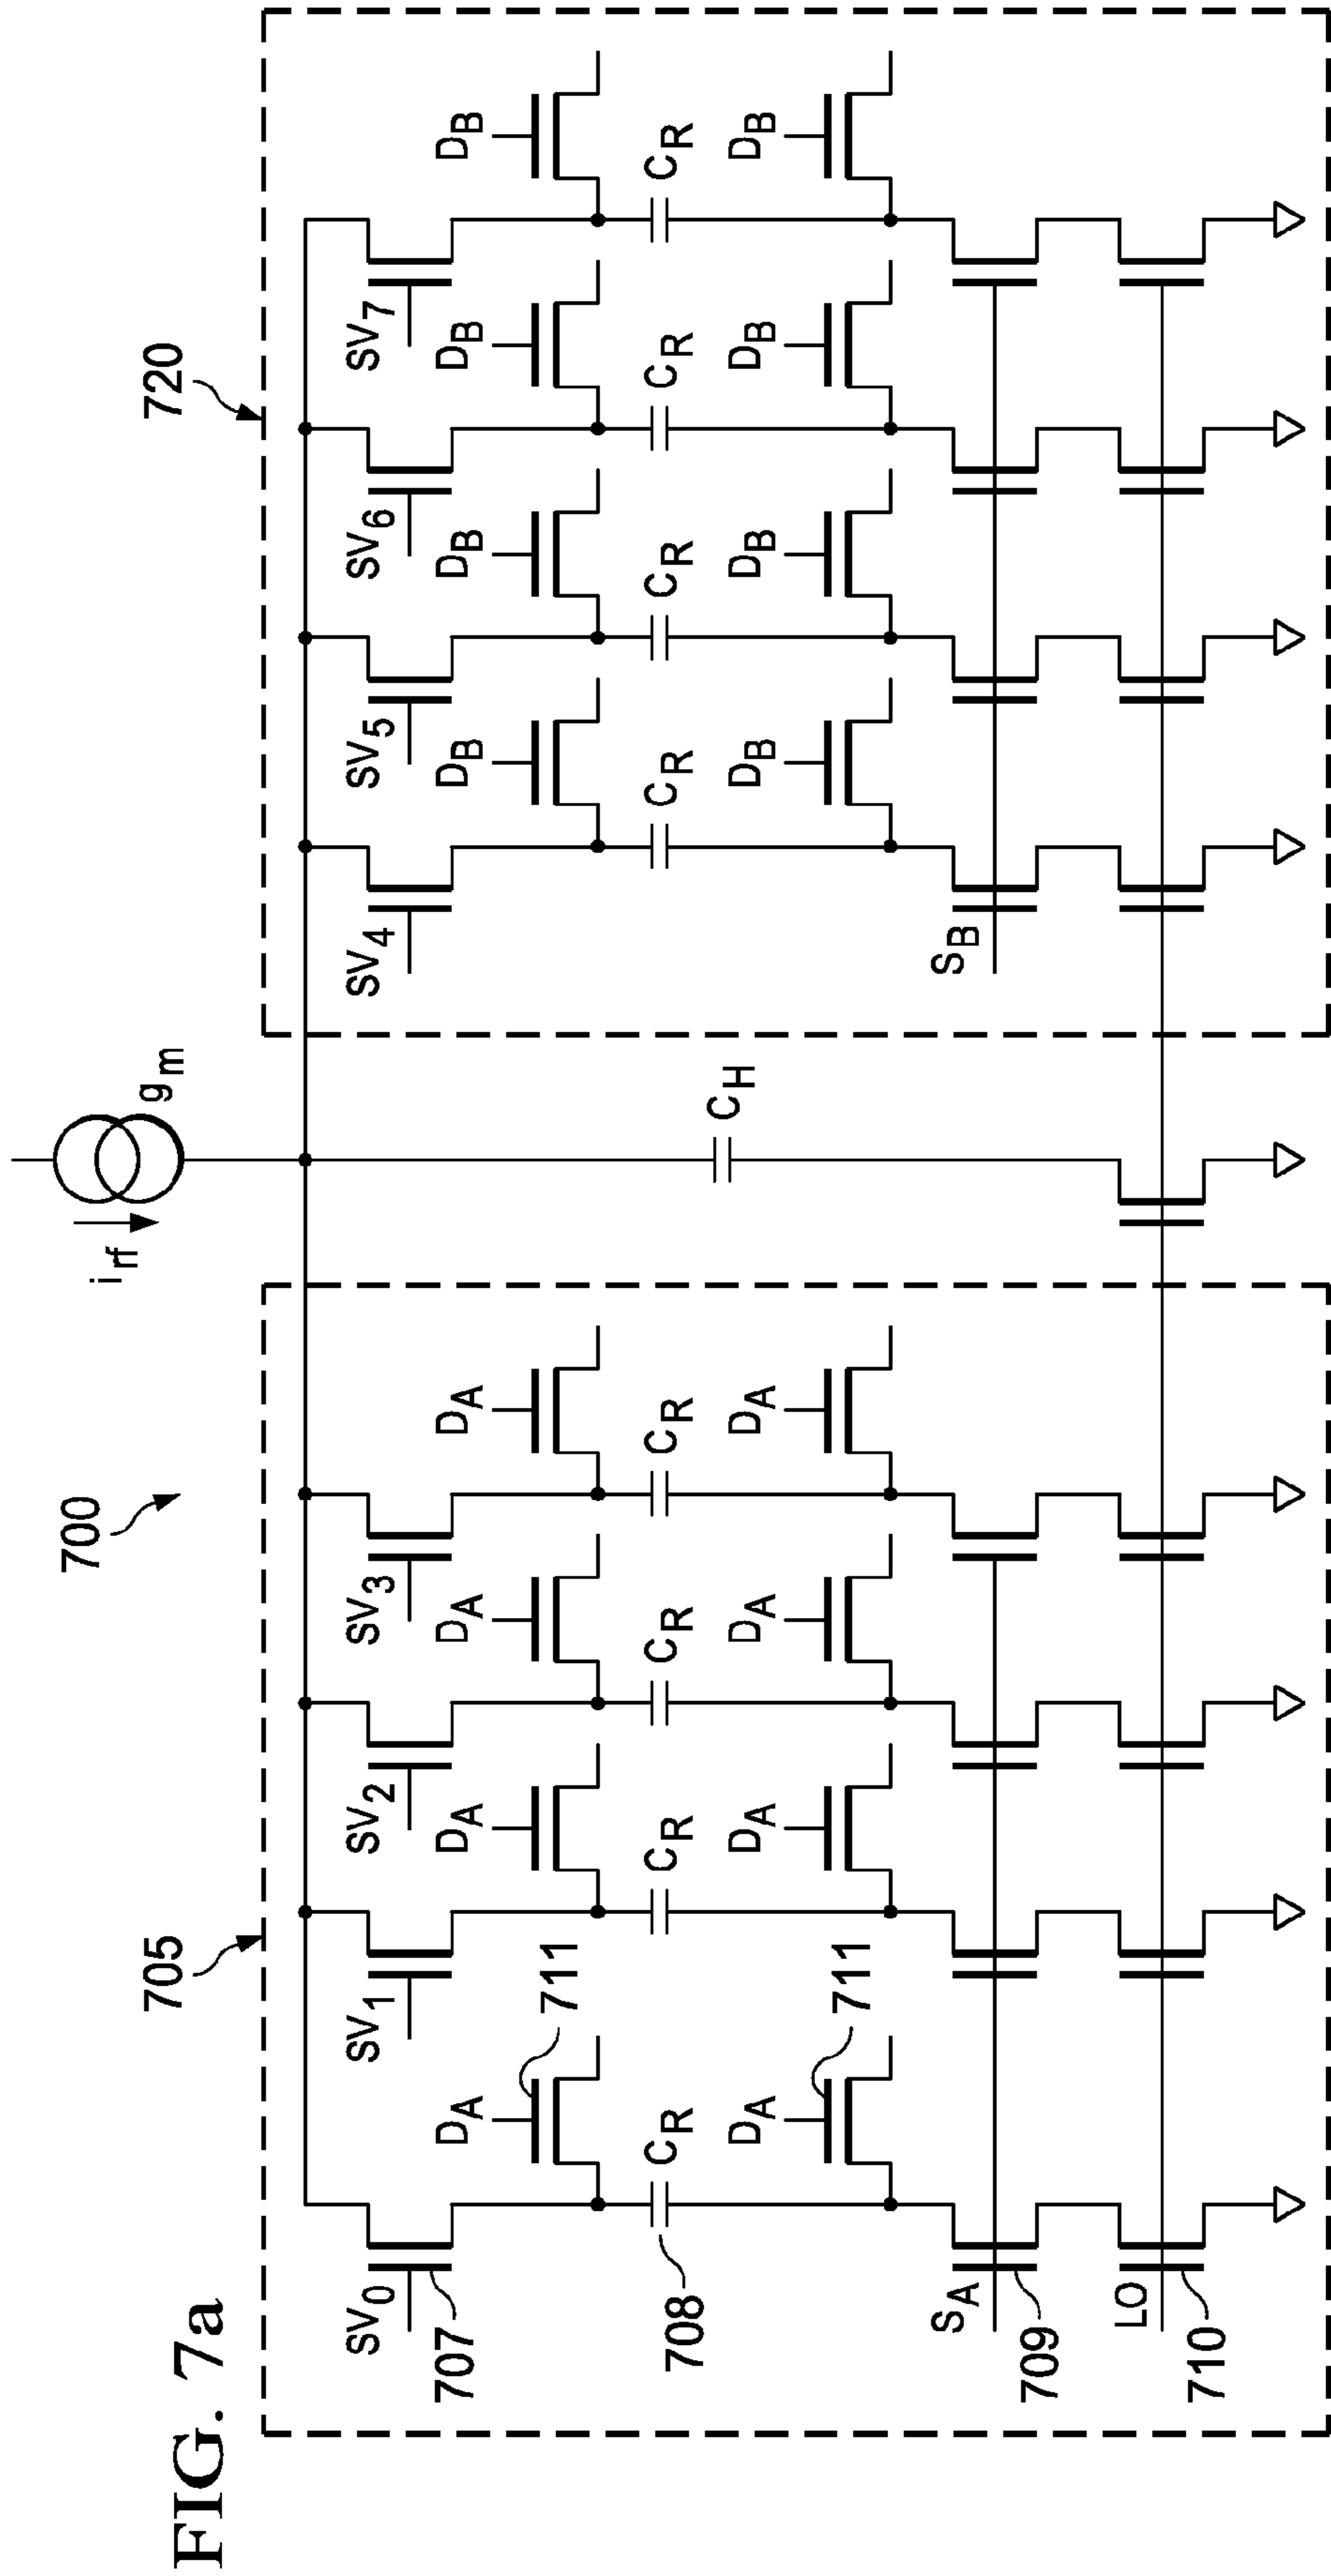 FIG. 7a
700
i_rf
g_m
705
720
SV_0
SV_1
SV_2
SV_3
SV_4
SV_5
SV_6
SV_7
707
D_A
D_A
D_A
D_A
D_B
D_B
D_B
D_B
711
C_R
C_R
C_R
C_R
C_H
C_R
C_R
C_R
C_R
708
D_A
D_A
D_A
D_A
D_B
D_B
D_B
D_B
711
S_A
S_B
709
LO
710